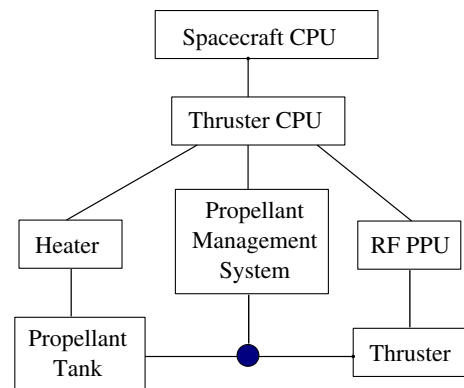 Spacecraft CPU
Thruster CPU
Heater
Propellant
Management
System
RF PPU
Propellant
Tank
Thruster